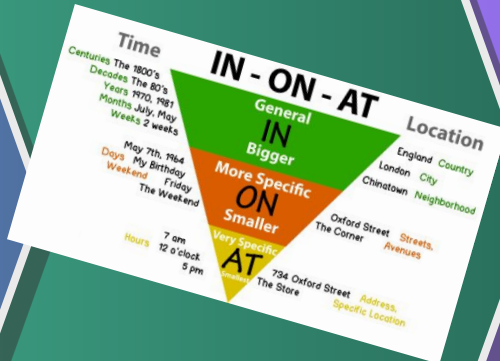 Time
IN - ON - AT
Location
Centuries The 1800's
Decades The 80's
Years 1970, 1981
Months July, May
Weeks 2 weeks
General
IN
Bigger
England Country
London City
Chinatown Neighborhood
May 7th, 1964
Days My Birthday
Weekend Friday
The Weekend
More Specific
ON
Smaller
Oxford Street Streets,
The Corner Avenues
Hours 7 am
12 o'clock
5 pm
Very Specific
AT
Smallest
734 Oxford Street Address,
The Store Specific Location